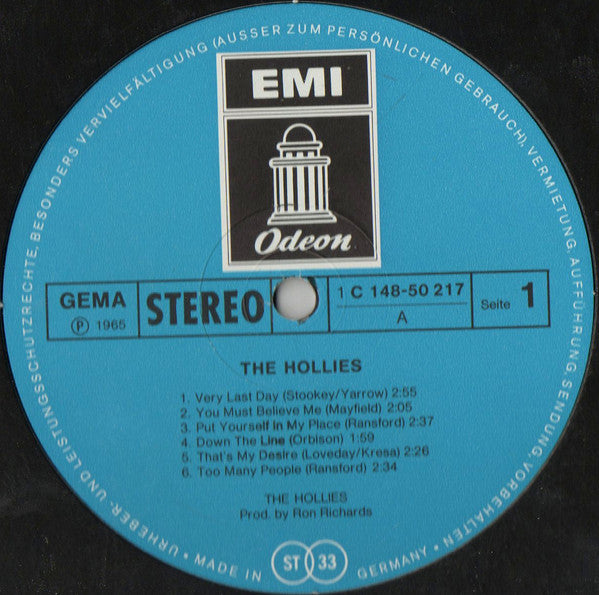 URHEBER- UND LEISTUNGSSCHUTZRECHTE, BESONDERS VERVIELFÄLTIGUNG (AUSSER ZUM PERSÖNLICHEN GEBRAUCH), VERMIETUNG, AUFFÜHRUNG, SENDUNG, VORBEHALTEN •
EMI
Odeon
GEMA
Ⓟ 1965
STEREO
1 C 148-50 217
A
Seite 1
THE HOLLIES
1. Very Last Day (Stookey/Yarrow) 2:55
2. You Must Believe Me (Mayfield) 2:05
3. Put Yourself in My Place (Ransford) 2:37
4. Down The Line (Orbison) 1:59
5. That's My Desire (Loveday/Kresa) 2:26
6. Too Many People (Ransford) 2:34
THE HOLLIES
Prod. by Ron Richards
• MADE IN ST 33 GERMANY •